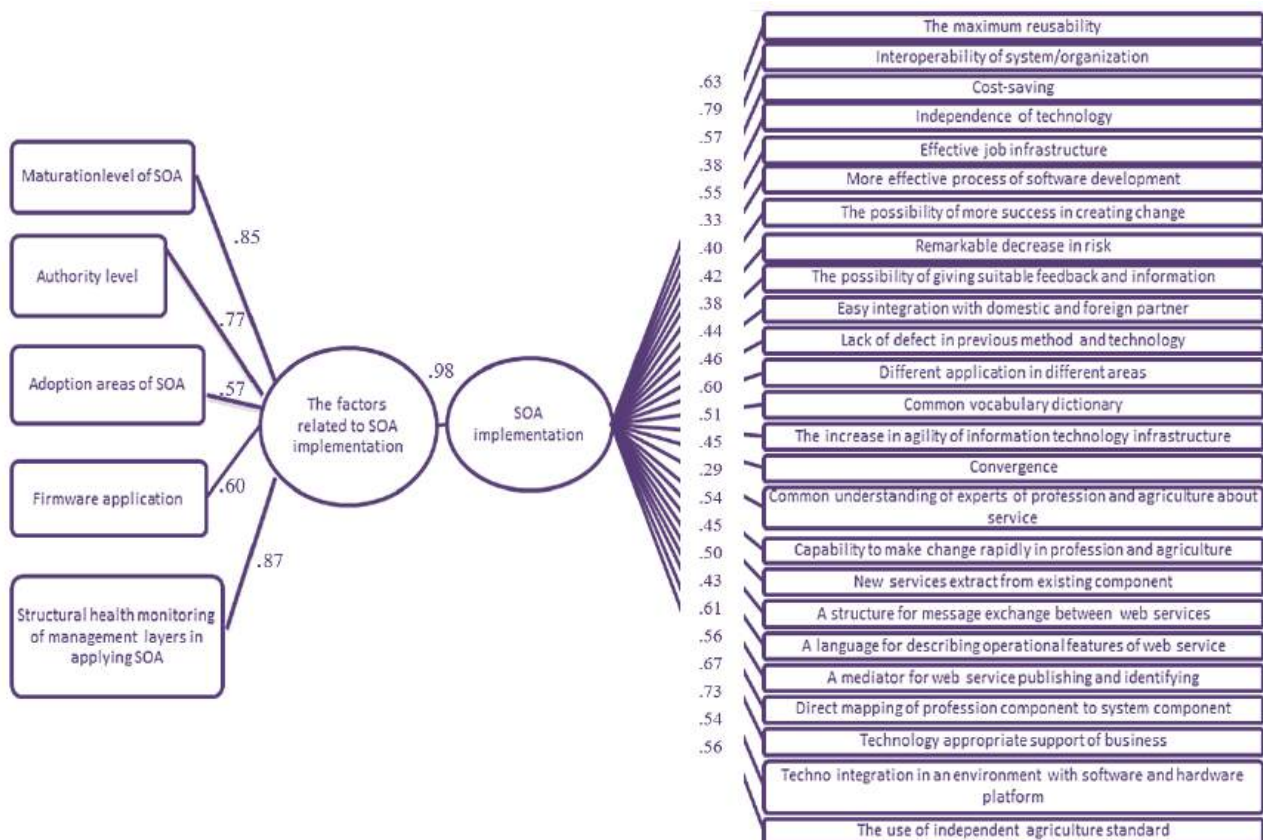 Maturationlevel of SOA
Authority level
Adoption areas of SOA
Firmware application
Structural health monitoring
of management layers in
applying SOA
.85
.77
.57
.60
.87
The factors
related to SOA
implementation
.98
SOA
implementation
.63
.79
.57
.38
.55
.33
.40
.42
.38
.44
.46
.60
.51
.45
.29
.54
.45
.50
.43
.61
.56
.67
.73
.54
.56
The maximum reusability
Interoperability of system/organization
Cost-saving
Independence of technology
Effective job infrastructure
More effective process of software development
The possibility of more success in creating change
Remarkable decrease in risk
The possibility of giving suitable feedback and information
Easy integration with domestic and foreign partner
Lack of defect in previous method and technology
Different application in different areas
Common vocabulary dictionary
The increase in agility of information technology infrastructure
Convergence
Common understanding of experts of profession and agriculture about
service
Capability to make change rapidly in profession and agriculture
New services extract from existing component
A structure for message exchange between web services
A language for describing operational features of web service
A mediator for web service publishing and identifying
Direct mapping of profession component to system component
Technology appropriate support of business
Techno integration in an environment with software and hardware
platform
The use of independent agriculture standard